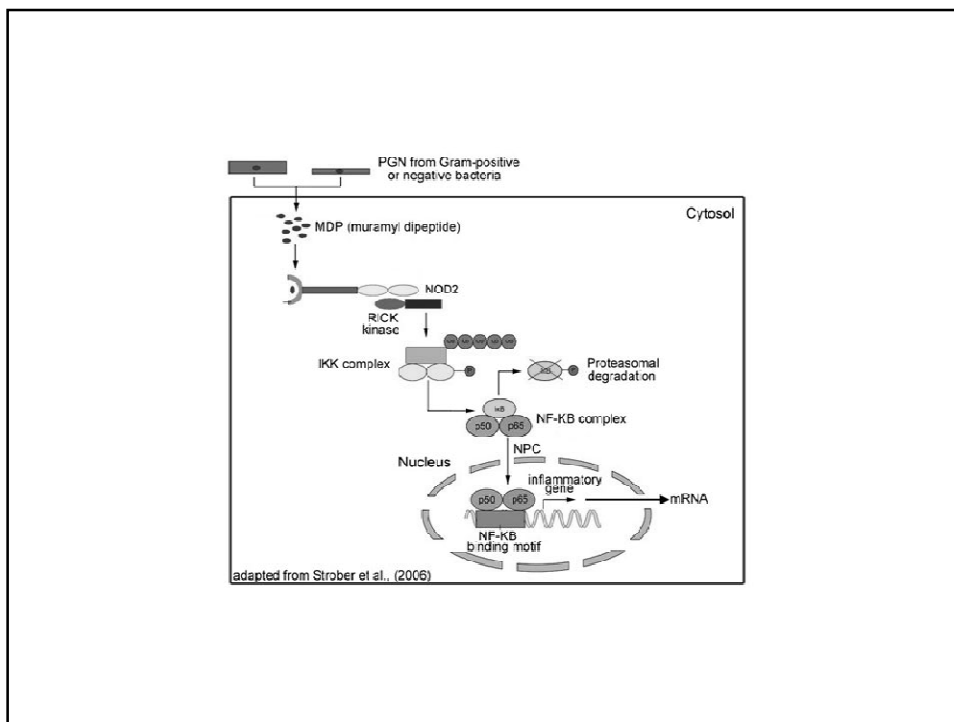 PGN from Gram-positive
or negative bacteria
Cytosol
MDP (muramyl dipeptide)
NOD2
RICK
kinase
IKK complex
P
Proteasomal
degradation
IκB
P
IκB
p50
p65
NF-KB complex
NPC
Nucleus
inflammatory
gene
mRNA
p50
p65
NF-KB
binding motif
adapted from Strober et al., (2006)